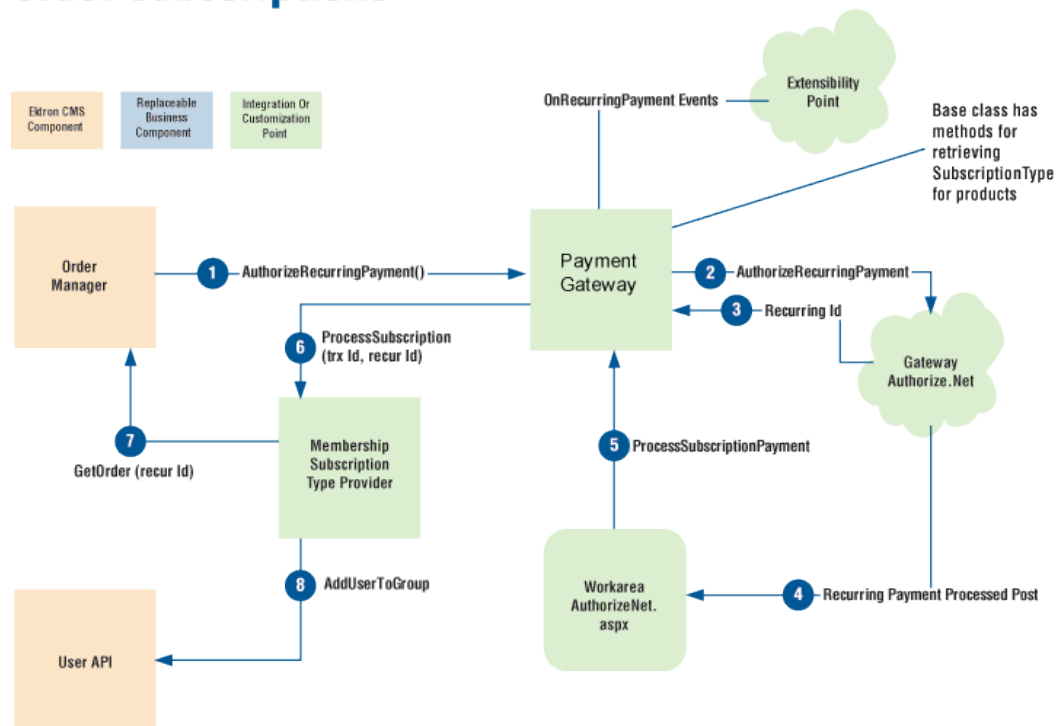 Ektron CMS
Component
Replaceable
Business
Component
Integration Or
Customization
Point
OnRecurringPayment Events
Extensibility
Point
Base class has
methods for
retrieving
SubscriptionType
for products
Order
Manager
1
AuthorizeRecurringPayment()
Payment
Gateway
2
AuthorizeRecurringPayment
3
Recurring Id
Gateway
Authorize.Net
6
ProcessSubscription
(trx Id, recur Id)
7
GetOrder (recur Id)
Membership
Subscription
Type Provider
5
ProcessSubscriptionPayment
8
AddUserToGroup
Workarea
AuthorizeNet.
aspx
4
Recurring Payment Processed Post
User API